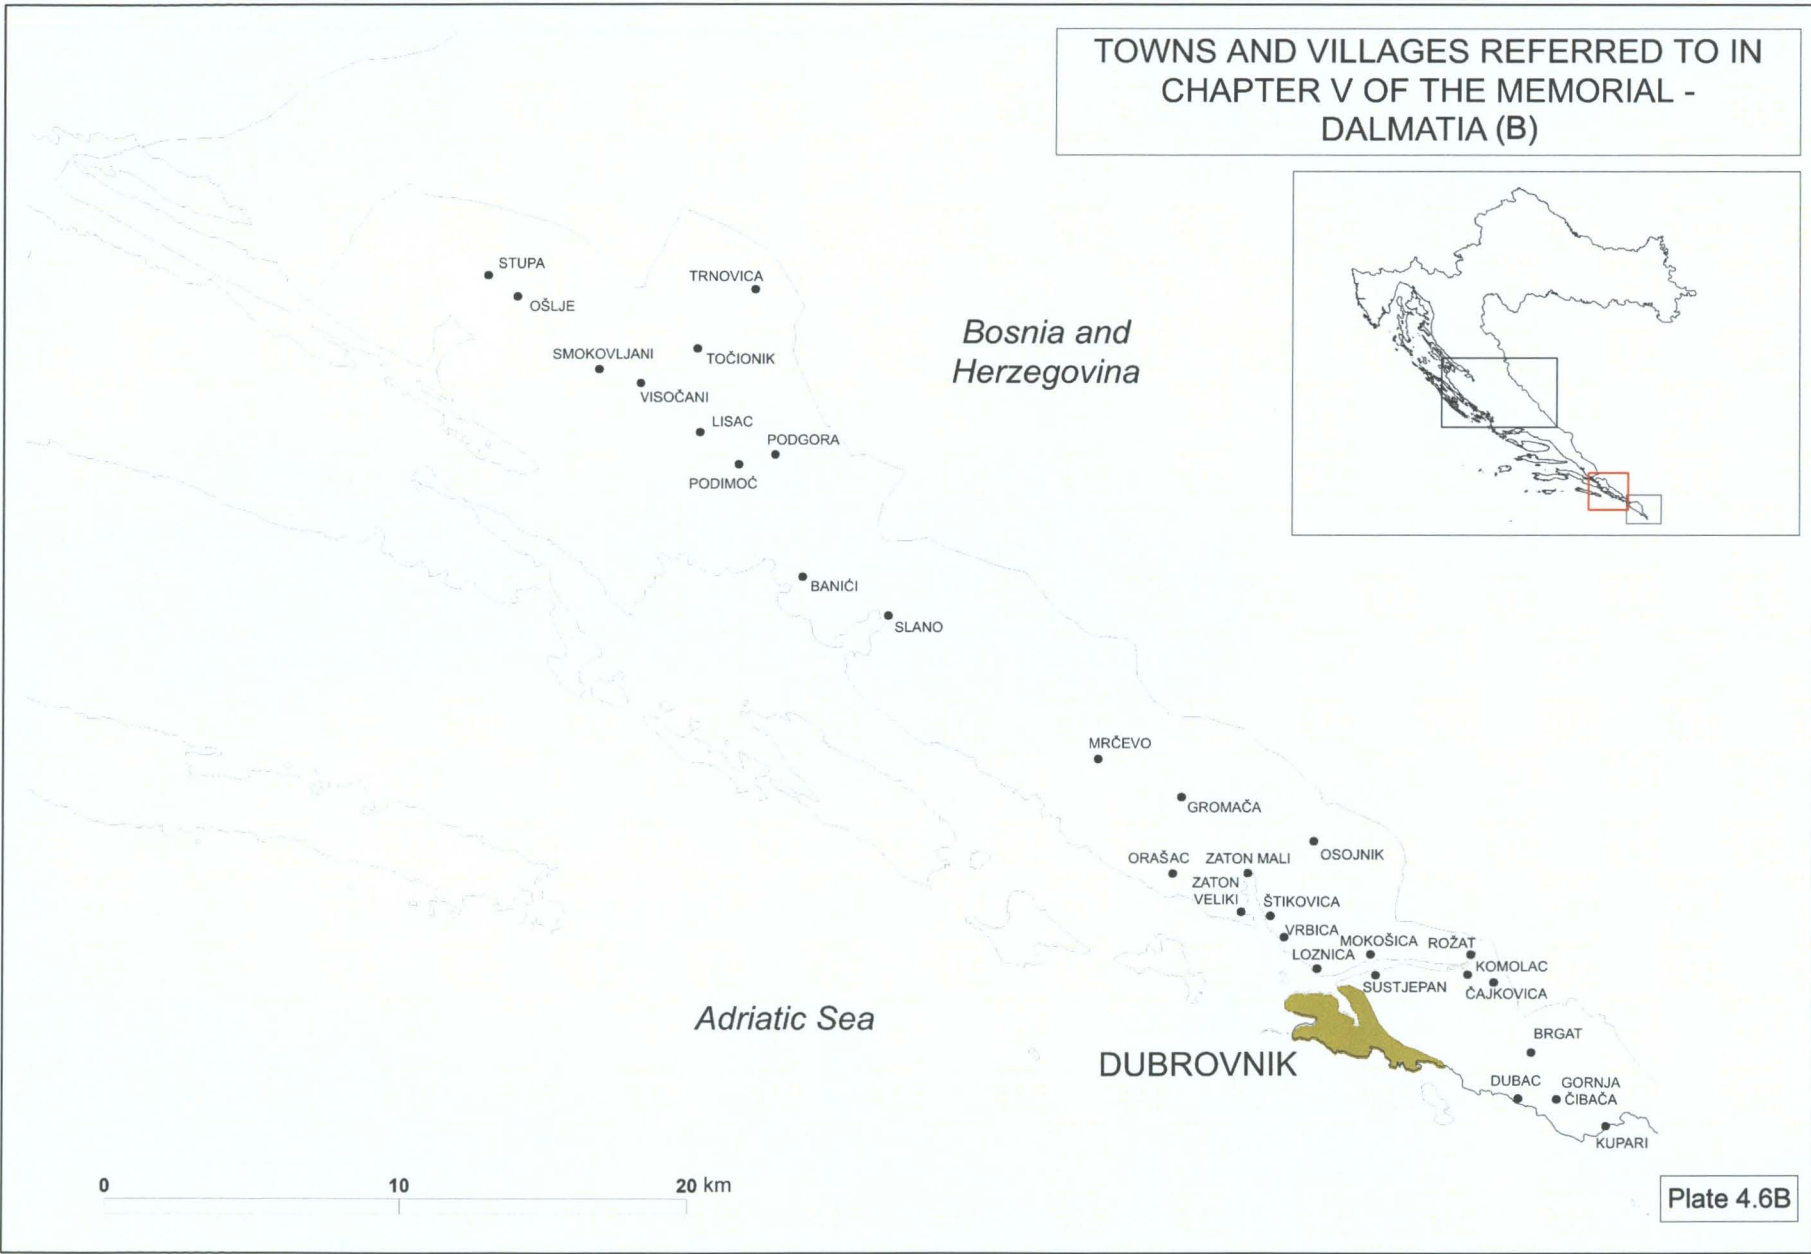 TOWNS AND VILLAGES REFERRED TO IN
CHAPTER V OF THE MEMORIAL -
DALMATIA (B)
STUPA
OŠLJE
TRNOVICA
Bosnia and
Herzegovina
SMOKOVLJANI
TOČIONIK
VISOČANI
LISAC
PODGORA
PODIMOĆ
BANIĆI
SLANO
MRČEVO
GROMAČA
OSOJNIK
ORAŠAC
ZATON MALI
ZATON
VELIKI
ŠTIKOVICA
VRBICA
MOKOŠICA
ROŽAT
LOZNICA
KOMOLAC
SUSTJEPAN
ČAJKOVICA
Adriatic Sea
DUBROVNIK
BRGAT
DUBAC
GORNJA
ČIBAČA
KUPARI
0 10 20 km
Plate 4.6B